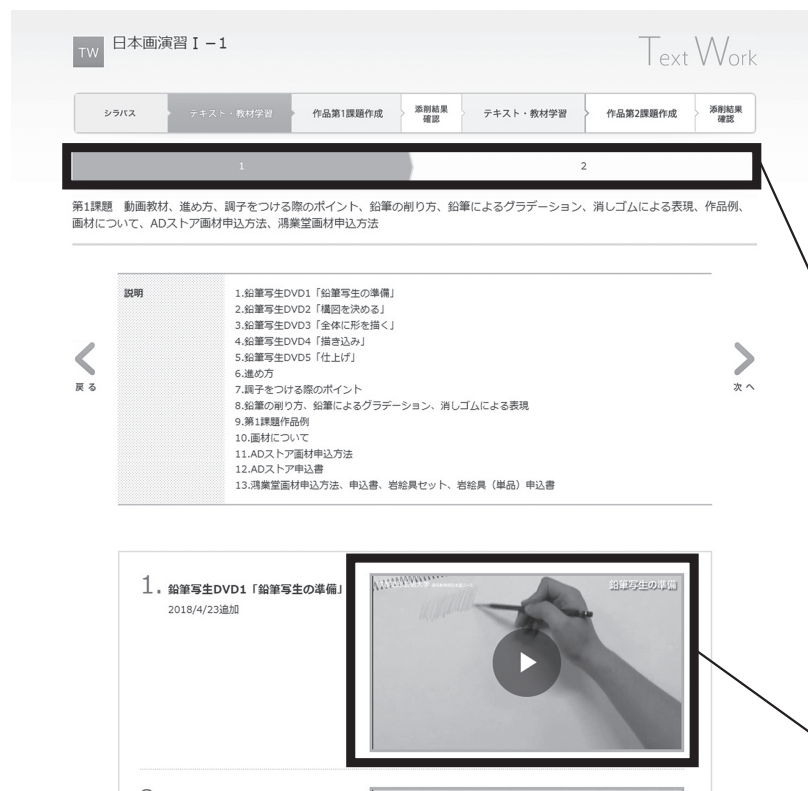 TW 日本画演習Ⅰ－1
Text Work
シラバス
テキスト・教材学習
作品第1課題作成
添削結果
確認
テキスト・教材学習
作品第2課題作成
添削結果
確認
1
2
第1課題　動画教材、進め方、調子をつける際のポイント、鉛筆の削り方、鉛筆によるグラデーション、消しゴムによる表現、作品例、
画材について、ADストア画材申込方法、鴻業堂画材申込方法
説明
1.鉛筆写生DVD1「鉛筆写生の準備」
2.鉛筆写生DVD2「構図を決める」
3.鉛筆写生DVD3「全体に形を描く」
4.鉛筆写生DVD4「描き込み」
5.鉛筆写生DVD5「仕上げ」
6.進め方
7.調子をつける際のポイント
8.鉛筆の削り方、鉛筆によるグラデーション、消しゴムによる表現
9.第1課題作品例
10.画材について
11.ADストア画材申込方法
12.ADストア申込書
13.鴻業堂画材申込方法、申込書、岩絵具セット、岩絵具（単品）申込書
戻る
次へ
1. 鉛筆写生DVD1「鉛筆写生の準備」
2018/4/23追加
鉛筆写生の準備